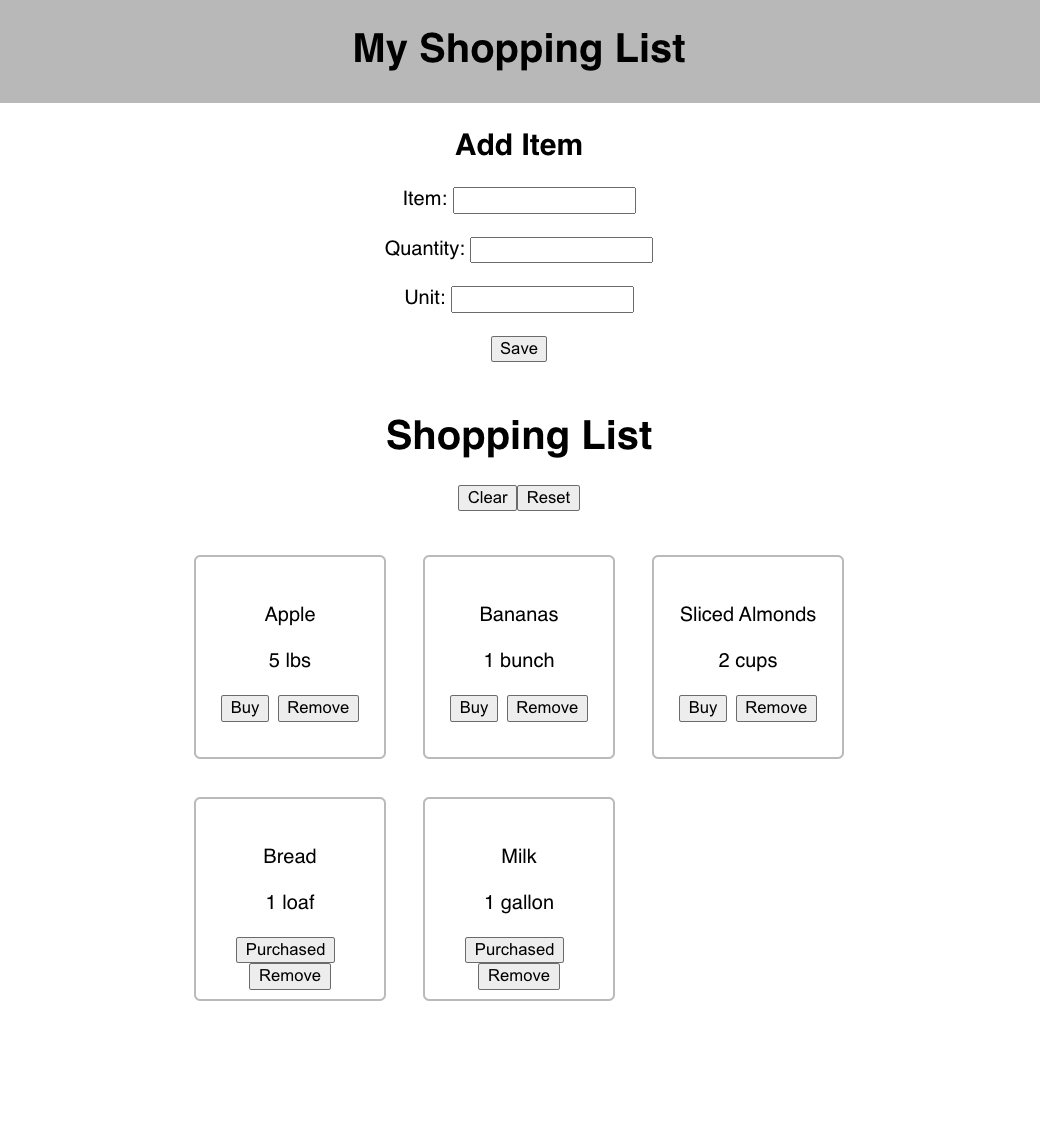 My Shopping List
Add Item
Item:
Quantity:
Unit:
Save
Shopping List
Clear Reset
Apple
5 lbs
Buy Remove
Bananas
1 bunch
Buy Remove
Sliced Almonds
2 cups
Buy Remove
Bread
1 loaf
Purchased
Remove
Milk
1 gallon
Purchased
Remove